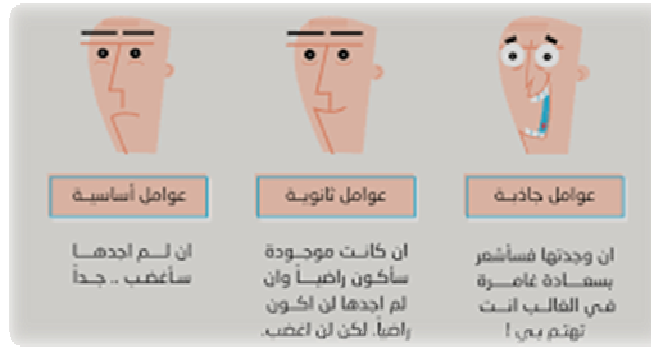 عوامل جاذبة
ان وجدتها فسأشعر
بسعادة غامرة
في الغالب انت
تهتم بي !
عوامل ثانوية
ان كانت موجودة
سأكون راضياً وان
لم اجدها لن اكون
راضياً. لكن لن اغضب.
عوامل أساسية
ان لم اجدها
سأغضب .. جداً